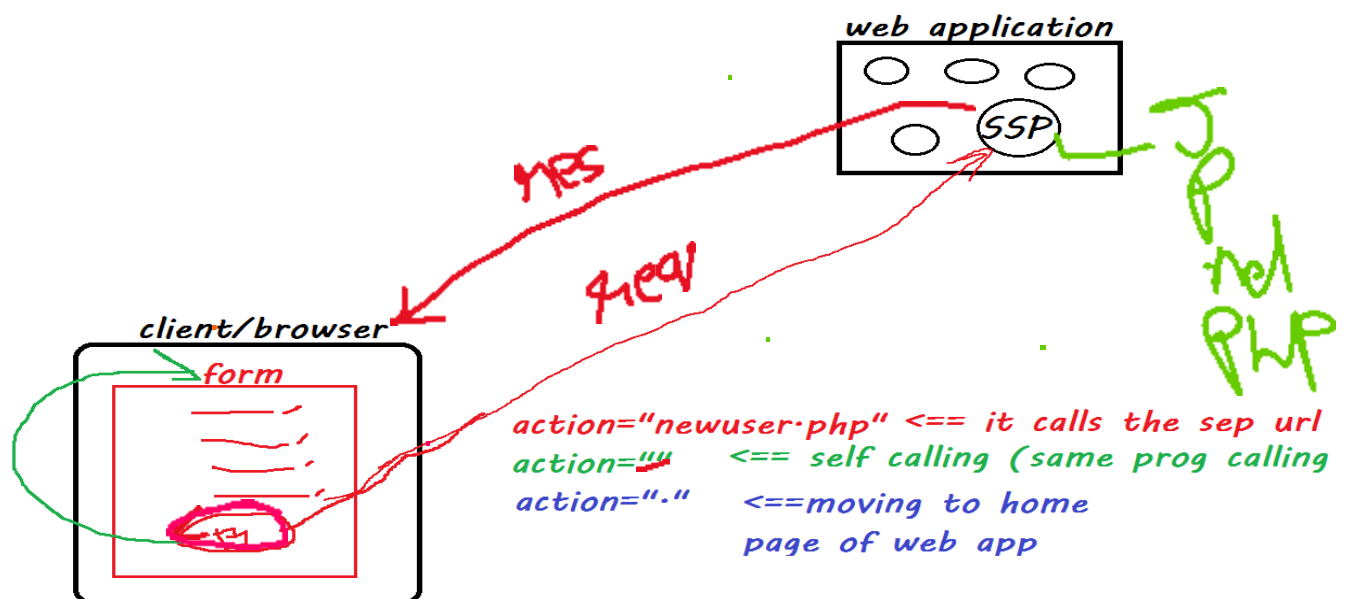 web application
SSP
J
P
net
PHP
res
req
client/browser
form
action="newuser.php" <== it calls the sep url
action="" <== self calling (same prog calling
action="." <==moving to home
page of web app